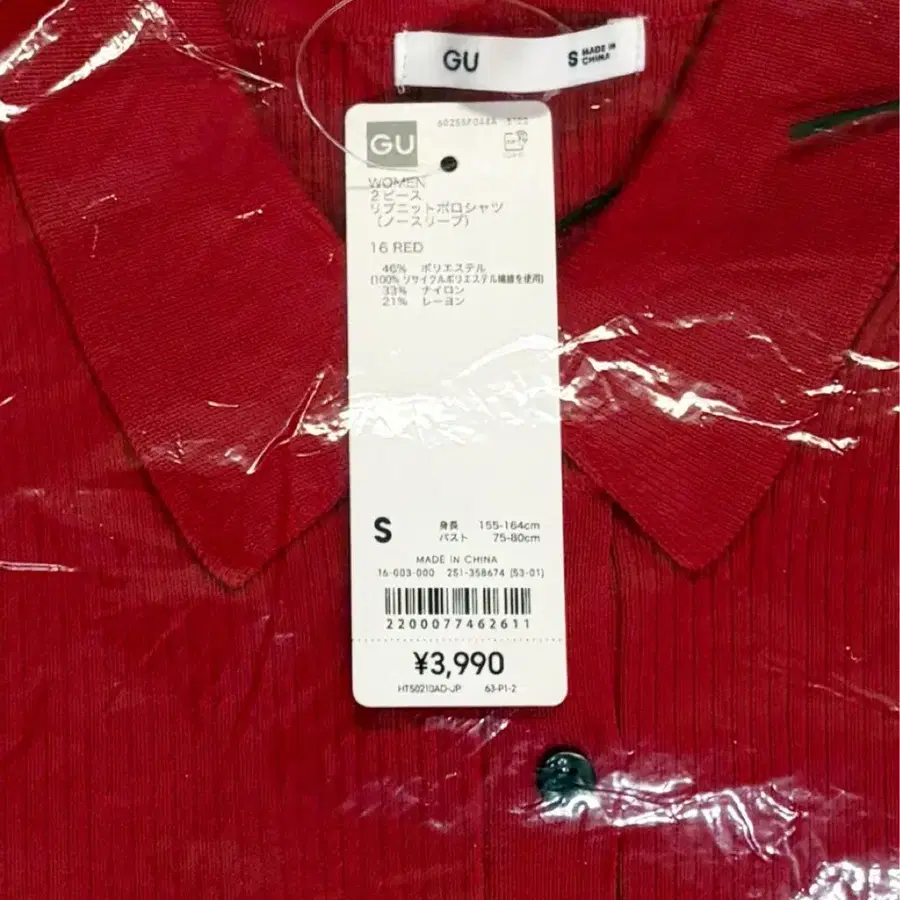 GU
S MADE IN
CHINA
GU
WOMEN
2ピース
リブニットポロシャツ
(ノースリーブ)
16 RED
46% ポリエステル
(100% リサイクルポリエステル繊維を使用)
33% ナイロン
21% レーヨン
S
身長 155-164cm
バスト 75-80cm
MADE IN CHINA
16-003-000 251-358674 (53-01)
2200077462611
¥3,990
HTS0210AD-JP 63-P1-2